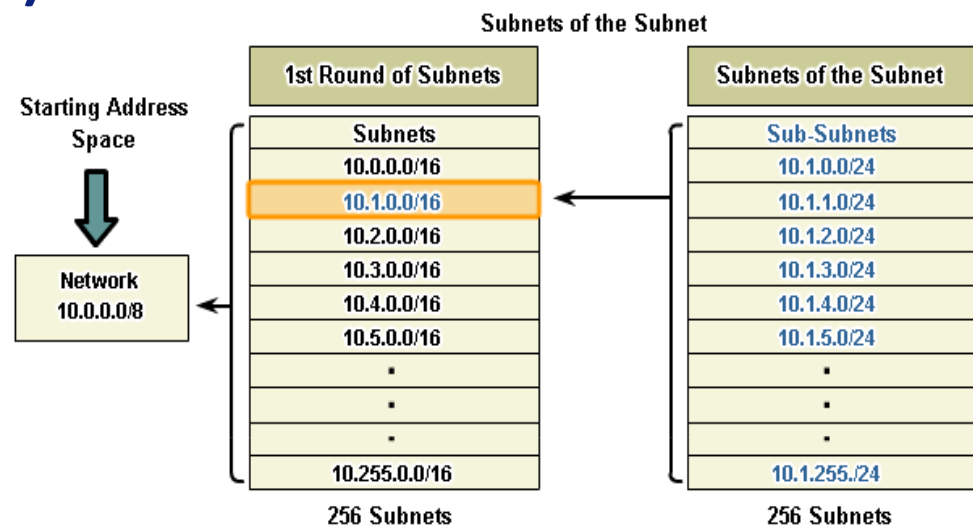 Subnets of the Subnet
Starting Address
Space
Network
10.0.0.0/8
1st Round of Subnets
Subnets
10.0.0.0/16
10.1.0.0/16
10.2.0.0/16
10.3.0.0/16
10.4.0.0/16
10.5.0.0/16
.
.
.
10.255.0.0/16
256 Subnets
Subnets of the Subnet
Sub-Subnets
10.1.0.0/24
10.1.1.0/24
10.1.2.0/24
10.1.3.0/24
10.1.4.0/24
10.1.5.0/24
.
.
.
10.1.255./24
256 Subnets